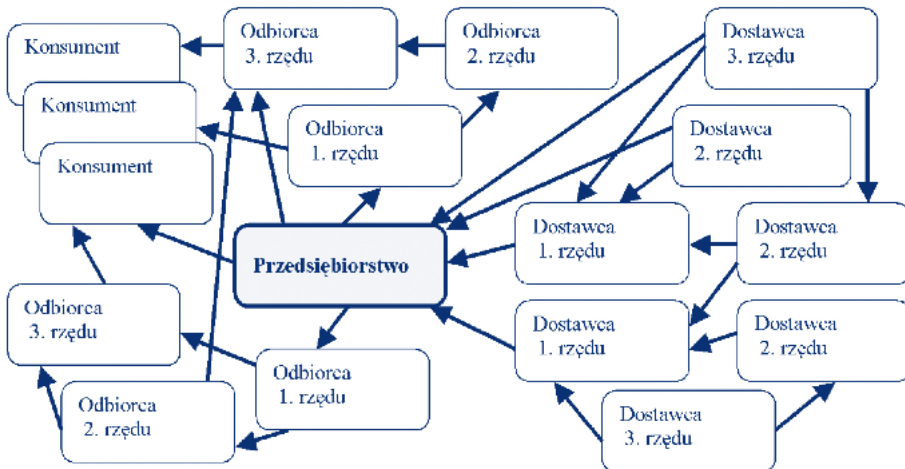 Konsument
Odbiorca
3. rzędu
Odbiorca
2. rzędu
Dostawca
3. rzędu
Konsument
Odbiorca
1. rzędu
Dostawca
2. rzędu
Konsument
Przedsiębiorstwo
Dostawca
1. rzędu
Dostawca
2. rzędu
Odbiorca
3. rzędu
Dostawca
1. rzędu
Dostawca
2. rzędu
Odbiorca
1. rzędu
Odbiorca
2. rzędu
Dostawca
3. rzędu